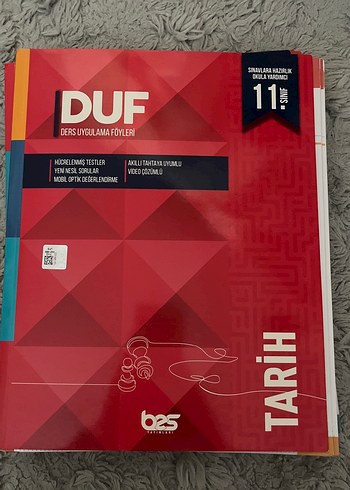 SINAVLARA HAZIRLIK
OKULA YARDIMCI
11. SINIF
DUF
DERS UYGULAMA FÖYLERİ
HÜCRELENMİŞ TESTLER
YENİ NESİL SORULAR
MOBİL OPTİK DEĞERLENDİRME
AKILLI TAHTAYA UYUMLU
VİDEO ÇÖZÜMLÜ
TARİH
bes
YAYINLARI